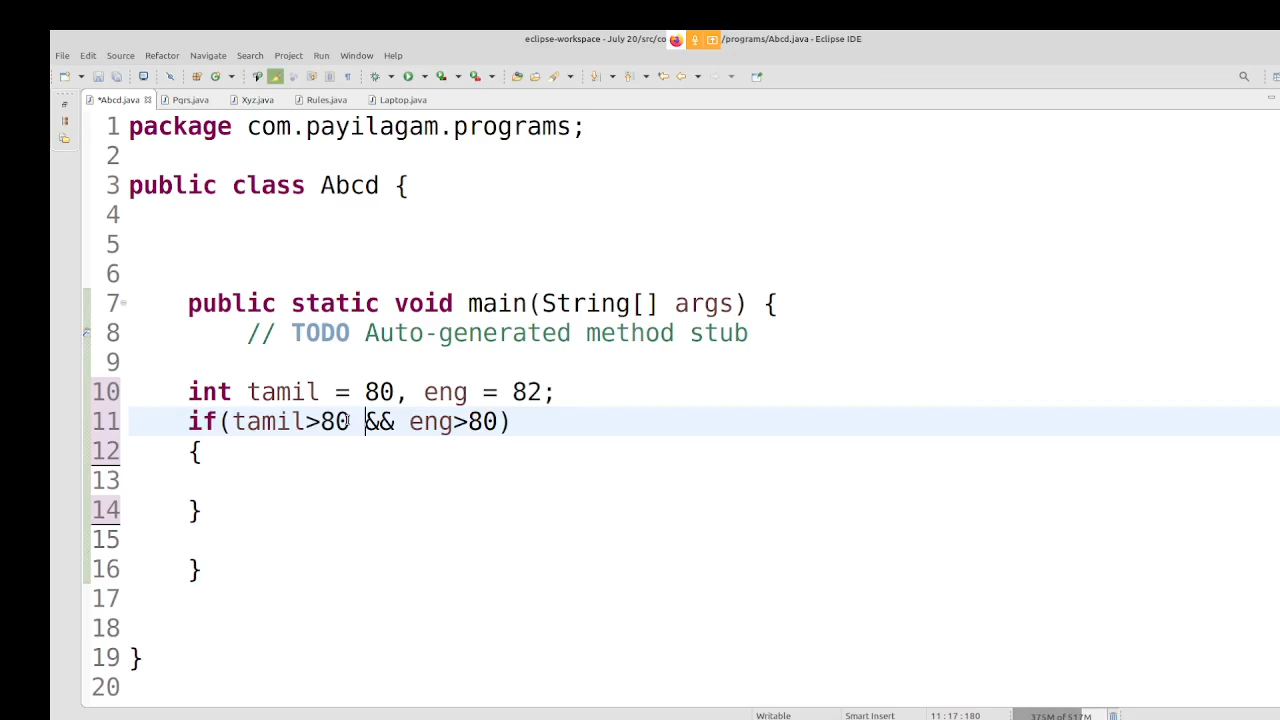 eclipse-workspace - July 20/src/co /programs/Abcd.java - Eclipse IDE
File Edit Source Refactor Navigate Search Project Run Window Help
*Abcd.java Pqrs.java Xyz.java Rules.java Laptop.java
1 package com.payilagam.programs;
2
3 public class Abcd {
4
5
6
7 public static void main(String[] args) {
8 // TODO Auto-generated method stub
9
10 int tamil = 80, eng = 82;
11 if(tamil>80 && eng>80)
12 {
13
14 }
15
16 }
17
18
19 }
20
Writable Smart Insert 11 : 17 : 180 375M of 517M